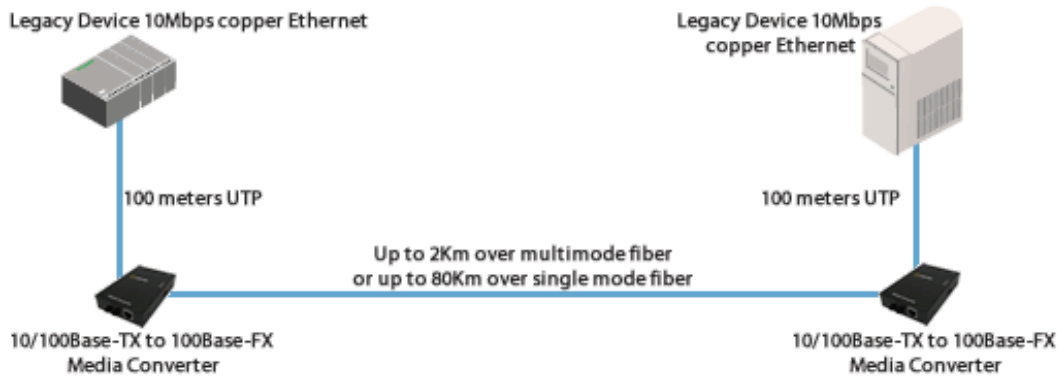 Legacy Device 10Mbps copper Ethernet
Legacy Device 10Mbps
copper Ethernet
100 meters UTP
100 meters UTP
Up to 2Km over multimode fiber
or up to 80Km over single mode fiber
10/100Base-TX to 100Base-FX
Media Converter
10/100Base-TX to 100Base-FX
Media Converter